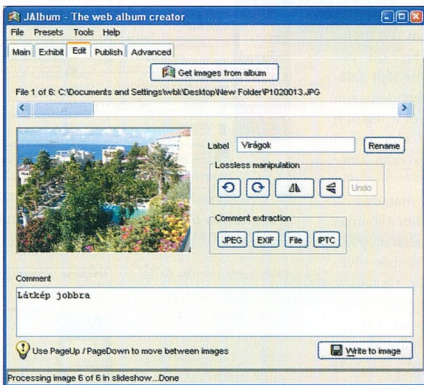 JAlbum - The web album creator
File Presets Tools Help
Main Exhibit Edit Publish Advanced
Get images from album
File 1 of 6: C:\Documents and Settings\wbk\Desktop\New Folder\P1020013.JPG
Label Virágok Rename
Lossless manipulation
Undo
Comment extraction
JPEG EXIF File IPTC
Comment
Látkép jobbra
Use PageUp / PageDown to move between images
Write to image
Processing image 6 of 6 in slideshow...Done